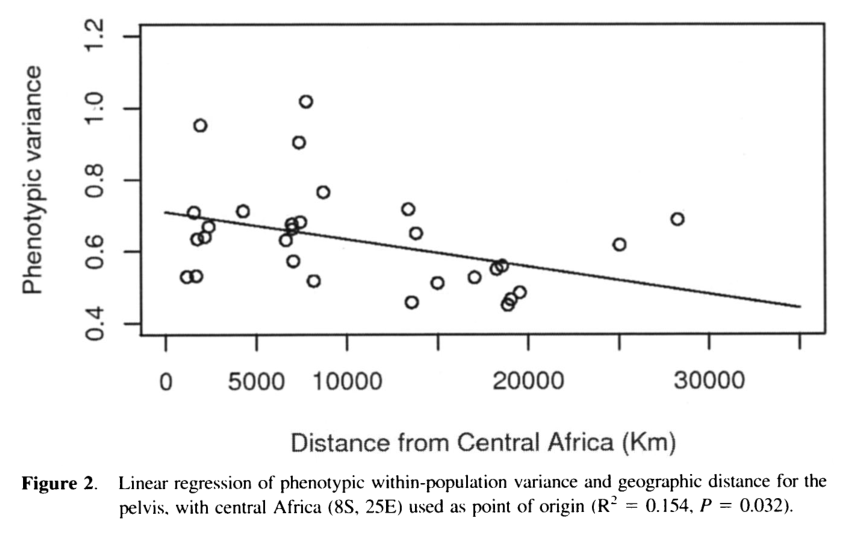 Phenotypic variance
1.2
1.0
0.8
0.6
0.4
0 5000 10000 20000 30000
Distance from Central Africa (Km)
Figure 2. Linear regression of phenotypic within-population variance and geographic distance for the
pelvis, with central Africa (8S, 25E) used as point of origin (R² = 0.154, P = 0.032).